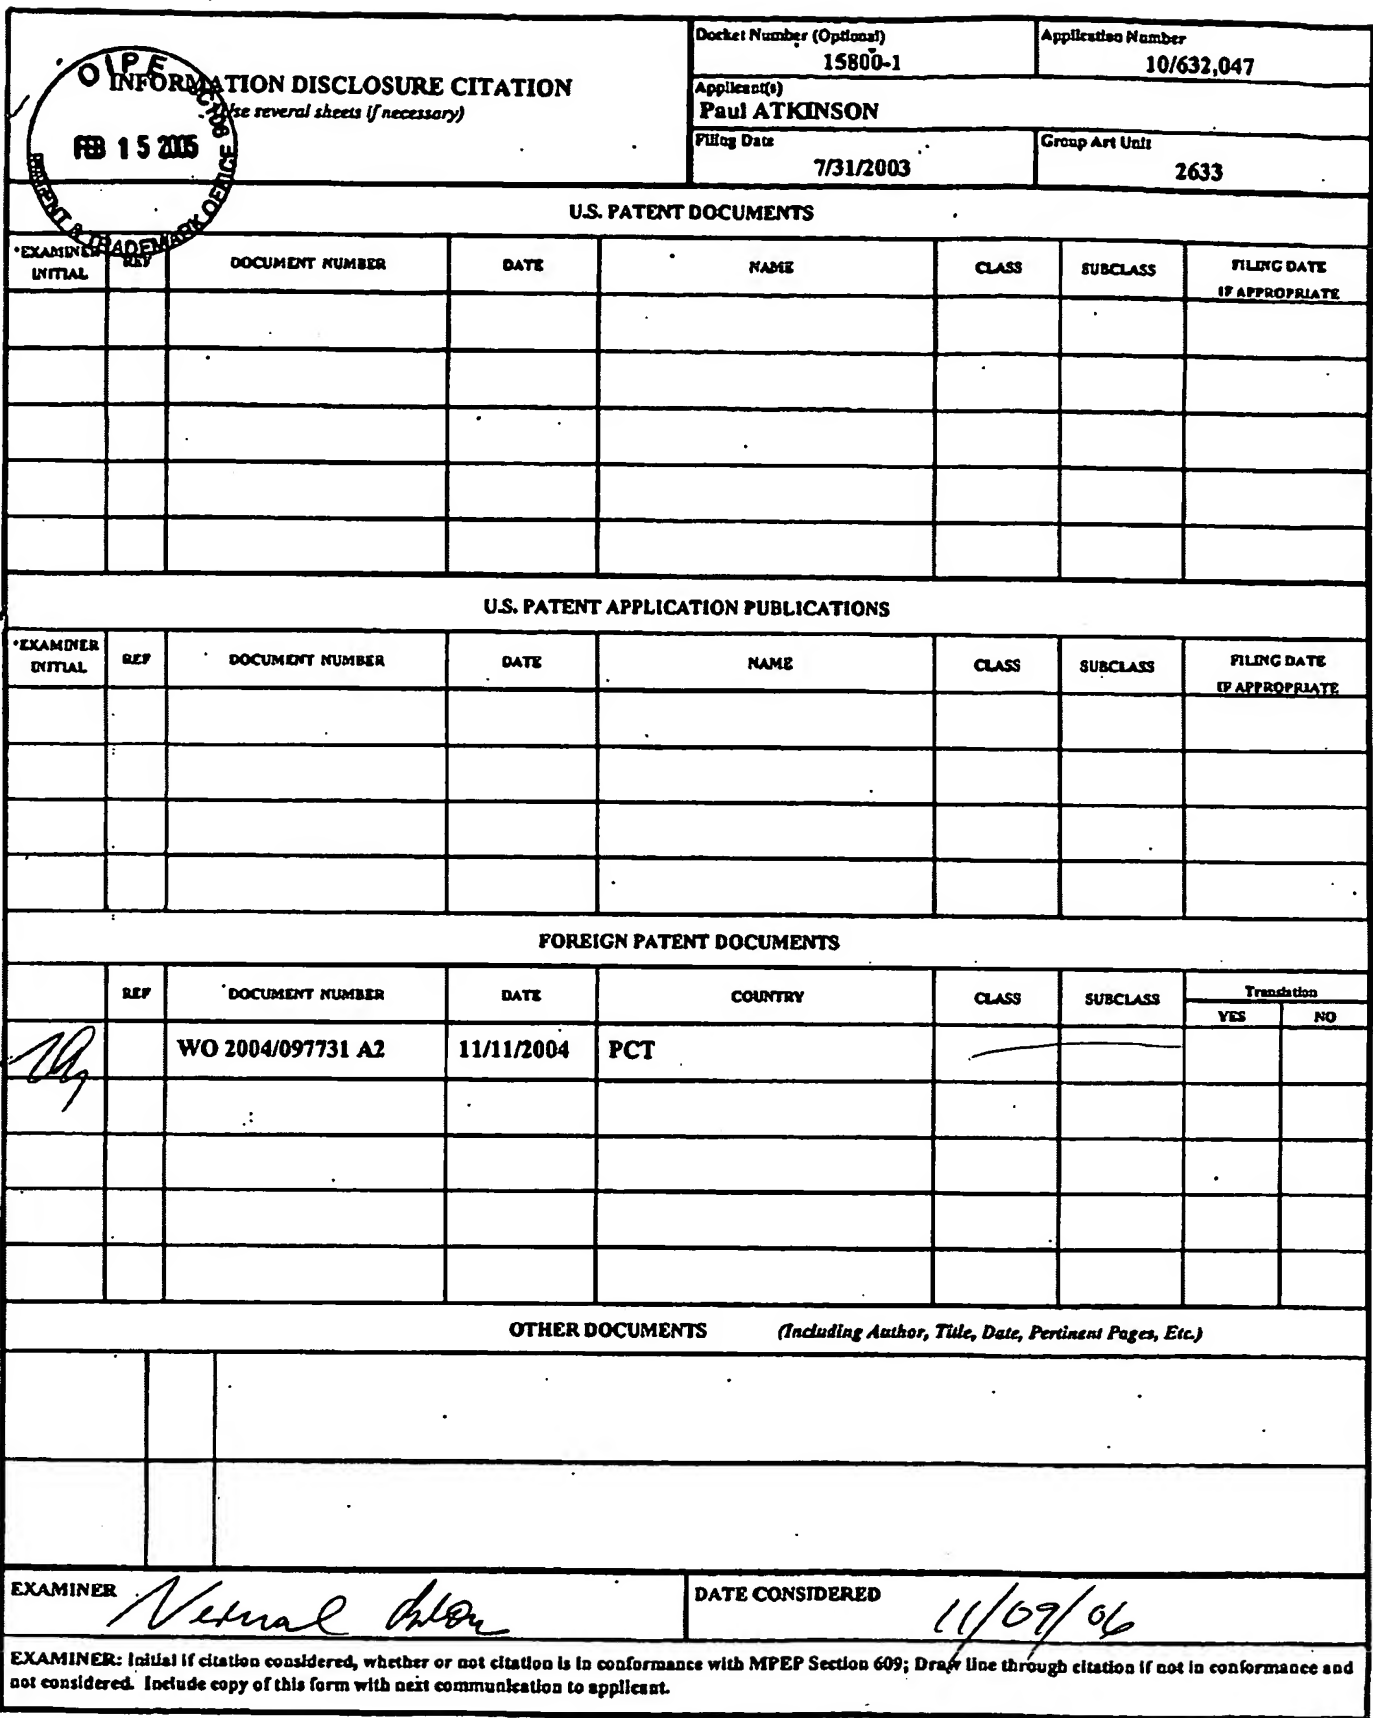 Docket Number (Optional)
15800-1
Application Number
10/632,047
INFORMATION DISCLOSURE CITATION
(Use several sheets if necessary)
Applicant(s)
Paul ATKINSON
Filing Date
7/31/2003
Group Art Unit
2633
OIPE
FEB 15 2005
PATENT & TRADEMARK OFFICE
U.S. PATENT DOCUMENTS
*EXAMINER INITIAL REF DOCUMENT NUMBER DATE NAME CLASS SUBCLASS FILING DATE IF APPROPRIATE
U.S. PATENT APPLICATION PUBLICATIONS
*EXAMINER INITIAL REF DOCUMENT NUMBER DATE NAME CLASS SUBCLASS FILING DATE IF APPROPRIATE
FOREIGN PATENT DOCUMENTS
REF DOCUMENT NUMBER DATE COUNTRY CLASS SUBCLASS Translation YES NO
WO 2004/097731 A2 11/11/2004 PCT
OTHER DOCUMENTS (Including Author, Title, Date, Pertinent Pages, Etc.)
EXAMINER Vernal
DATE CONSIDERED 11/09/06
EXAMINER: Initial if citation considered, whether or not citation is in conformance with MPEP Section 609; Draw line through citation if not in conformance and
not considered. Include copy of this form with next communication to applicant.